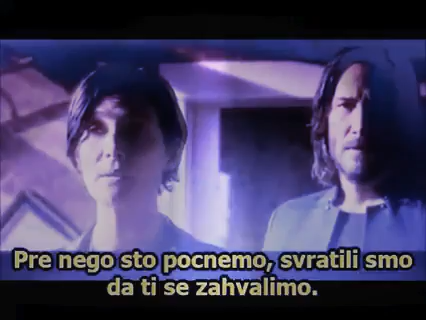 Pre nego sto pocnemo, svratili smo
da ti se zahvalimo.